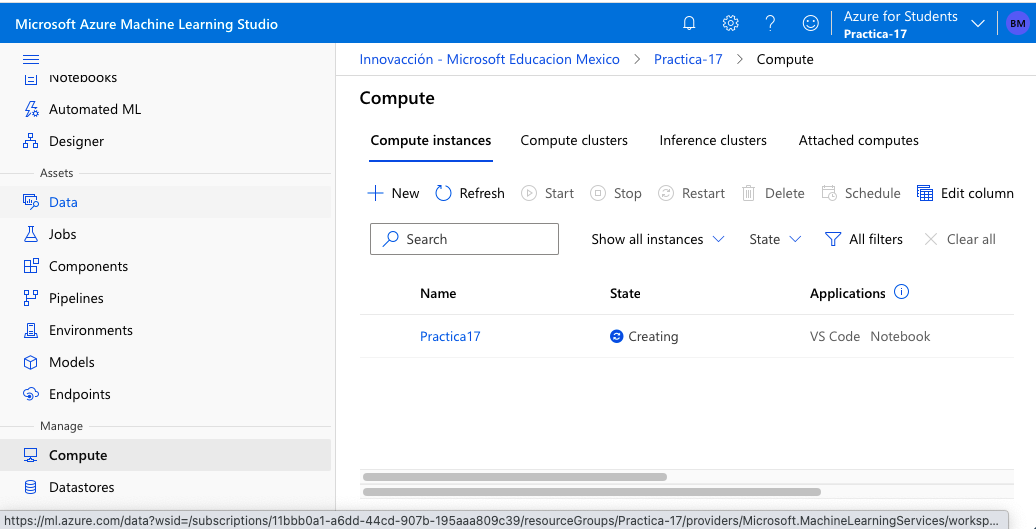 Microsoft Azure Machine Learning Studio
Azure for Students
Practica-17
BM
Notebooks
Automated ML
Designer
Assets
Data
Jobs
Components
Pipelines
Environments
Models
Endpoints
Manage
Compute
Datastores
Innovacción - Microsoft Educacion Mexico > Practica-17 > Compute
Compute
Compute instances Compute clusters Inference clusters Attached computes
New Refresh Start Stop Restart Delete Schedule Edit column
Search Show all instances State All filters Clear all
Name State Applications
Practica17 Creating VS Code Notebook
https://ml.azure.com/data?wsid=/subscriptions/11bbb0a1-a6dd-44cd-907b-195aaa809c39/resourceGroups/Practica-17/providers/Microsoft.MachineLearningServices/worksp...